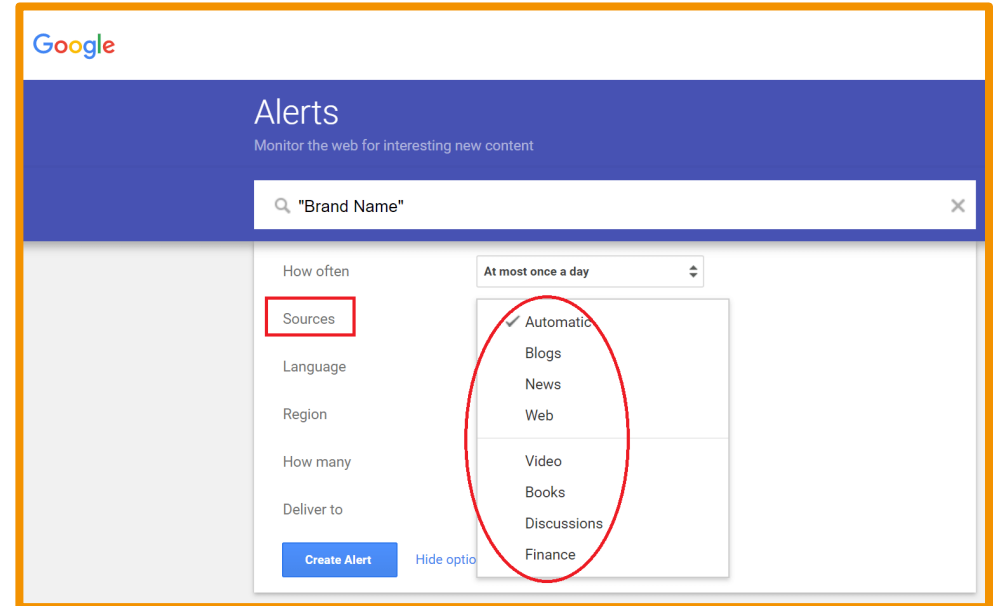 Google
Alerts
Monitor the web for interesting new content
"Brand Name"
How often At most once a day
Sources
Automatic
Blogs
News
Web
Language
Region
How many
Video
Books
Discussions
Finance
Deliver to
Create Alert Hide optio